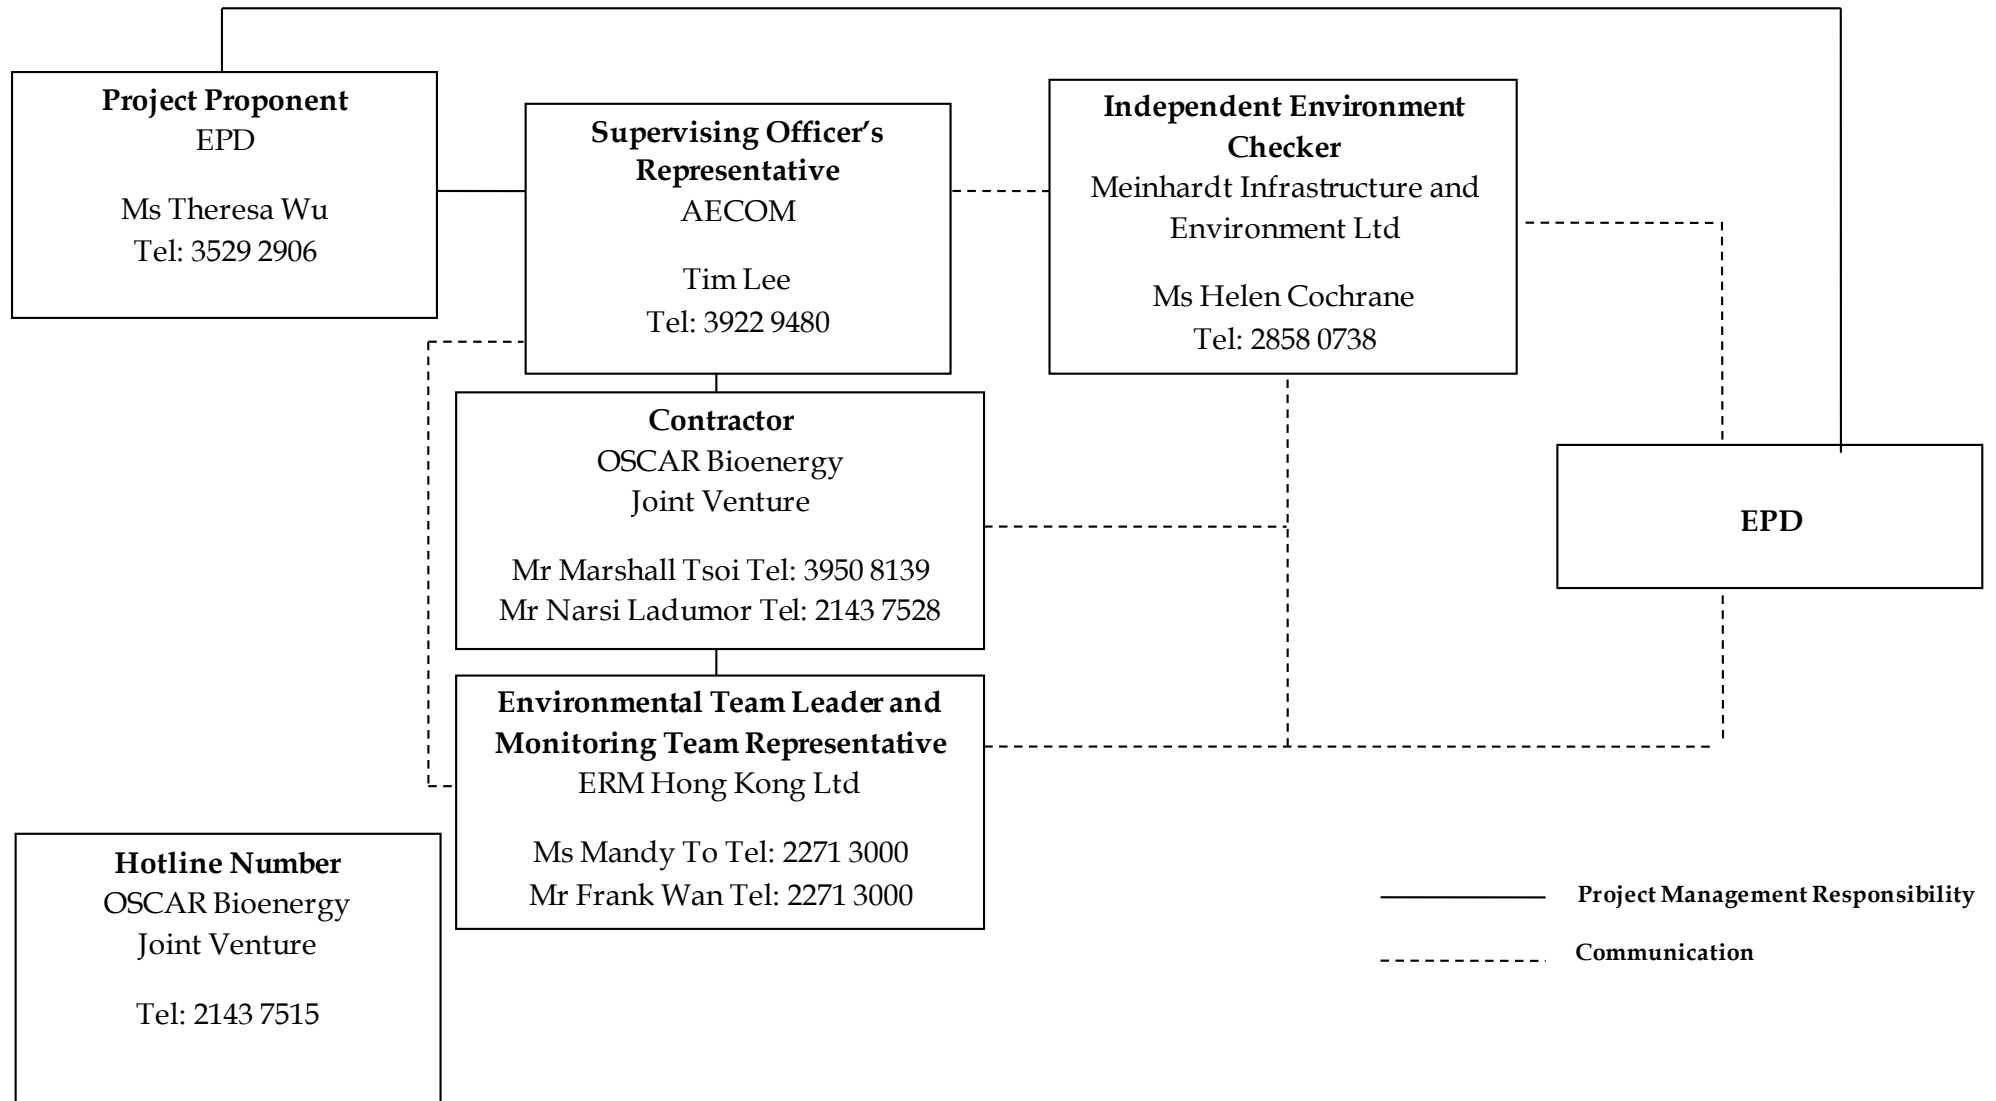 Project Proponent
EPD
Ms Theresa Wu
Tel: 3529 2906
Supervising Officer’s
Representative
AECOM
Tim Lee
Tel: 3922 9480
Independent Environment
Checker
Meinhardt Infrastructure and
Environment Ltd
Ms Helen Cochrane
Tel: 2858 0738
Contractor
OSCAR Bioenergy
Joint Venture
Mr Marshall Tsoi Tel: 3950 8139
Mr Narsi Ladumor Tel: 2143 7528
EPD
Environmental Team Leader and
Monitoring Team Representative
ERM Hong Kong Ltd
Ms Mandy To Tel: 2271 3000
Mr Frank Wan Tel: 2271 3000
Hotline Number
OSCAR Bioenergy
Joint Venture
Tel: 2143 7515
Project Management Responsibility
Communication